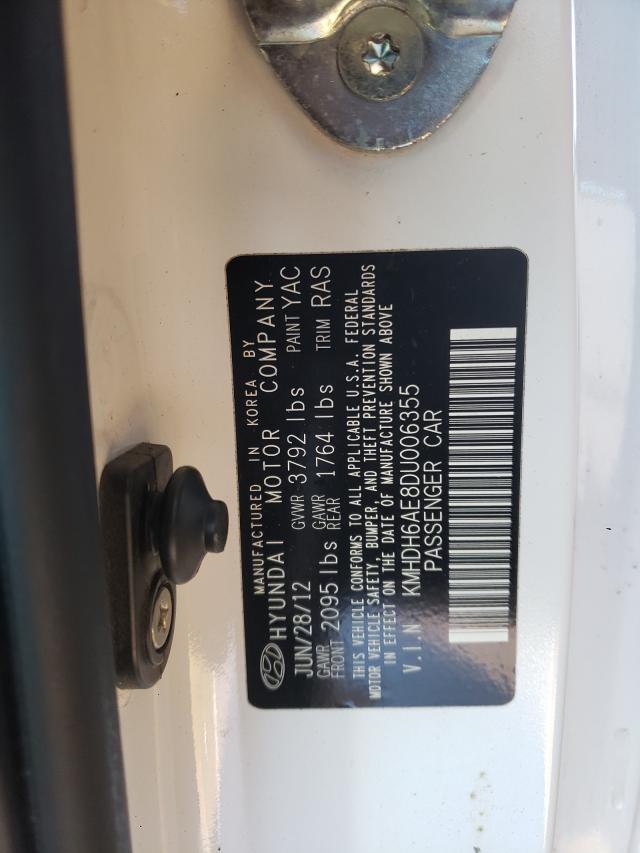 MANUFACTURED IN KOREA BY
HYUNDAI MOTOR COMPANY
JUN/28/12 GVWR 3792 lbs PAINT YAC
GAWR FRONT 2095 lbs GAWR REAR 1764 lbs TRIM RAS
THIS VEHICLE CONFORMS TO ALL APPLICABLE U.S.A. FEDERAL
MOTOR VEHICLE SAFETY, BUMPER, AND THEFT PREVENTION STANDARDS
IN EFFECT ON THE DATE OF MANUFACTURE SHOWN ABOVE
V.I.N KMHDH6AE8DU006355
PASSENGER CAR